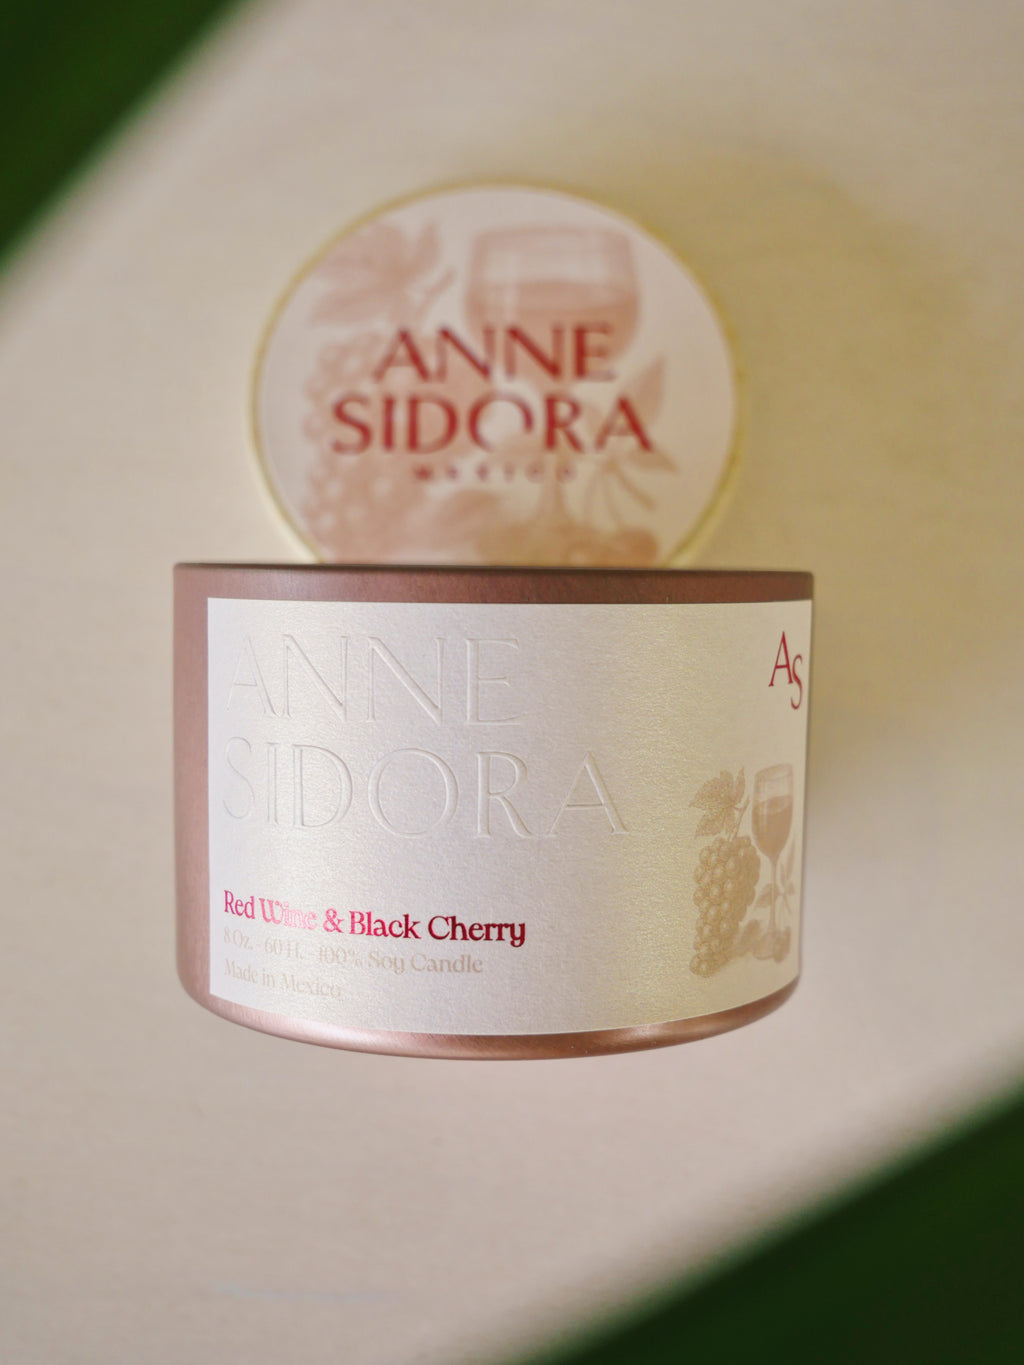 ANNE
SIDORA
MEXICO
ANNE
SIDORA
AS
Red Wine & Black Cherry
8 Oz. - 60 H. - 100% Soy Candle
Made in Mexico